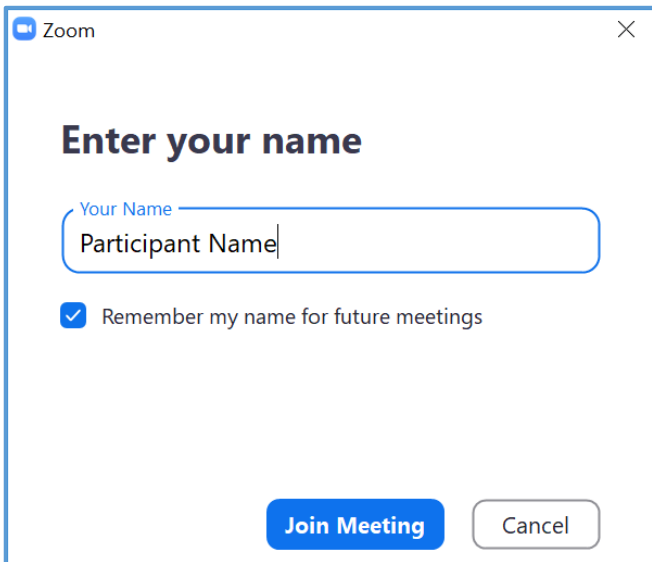 Zoom
Enter your name
Your Name
Participant Name
Remember my name for future meetings
Join Meeting Cancel